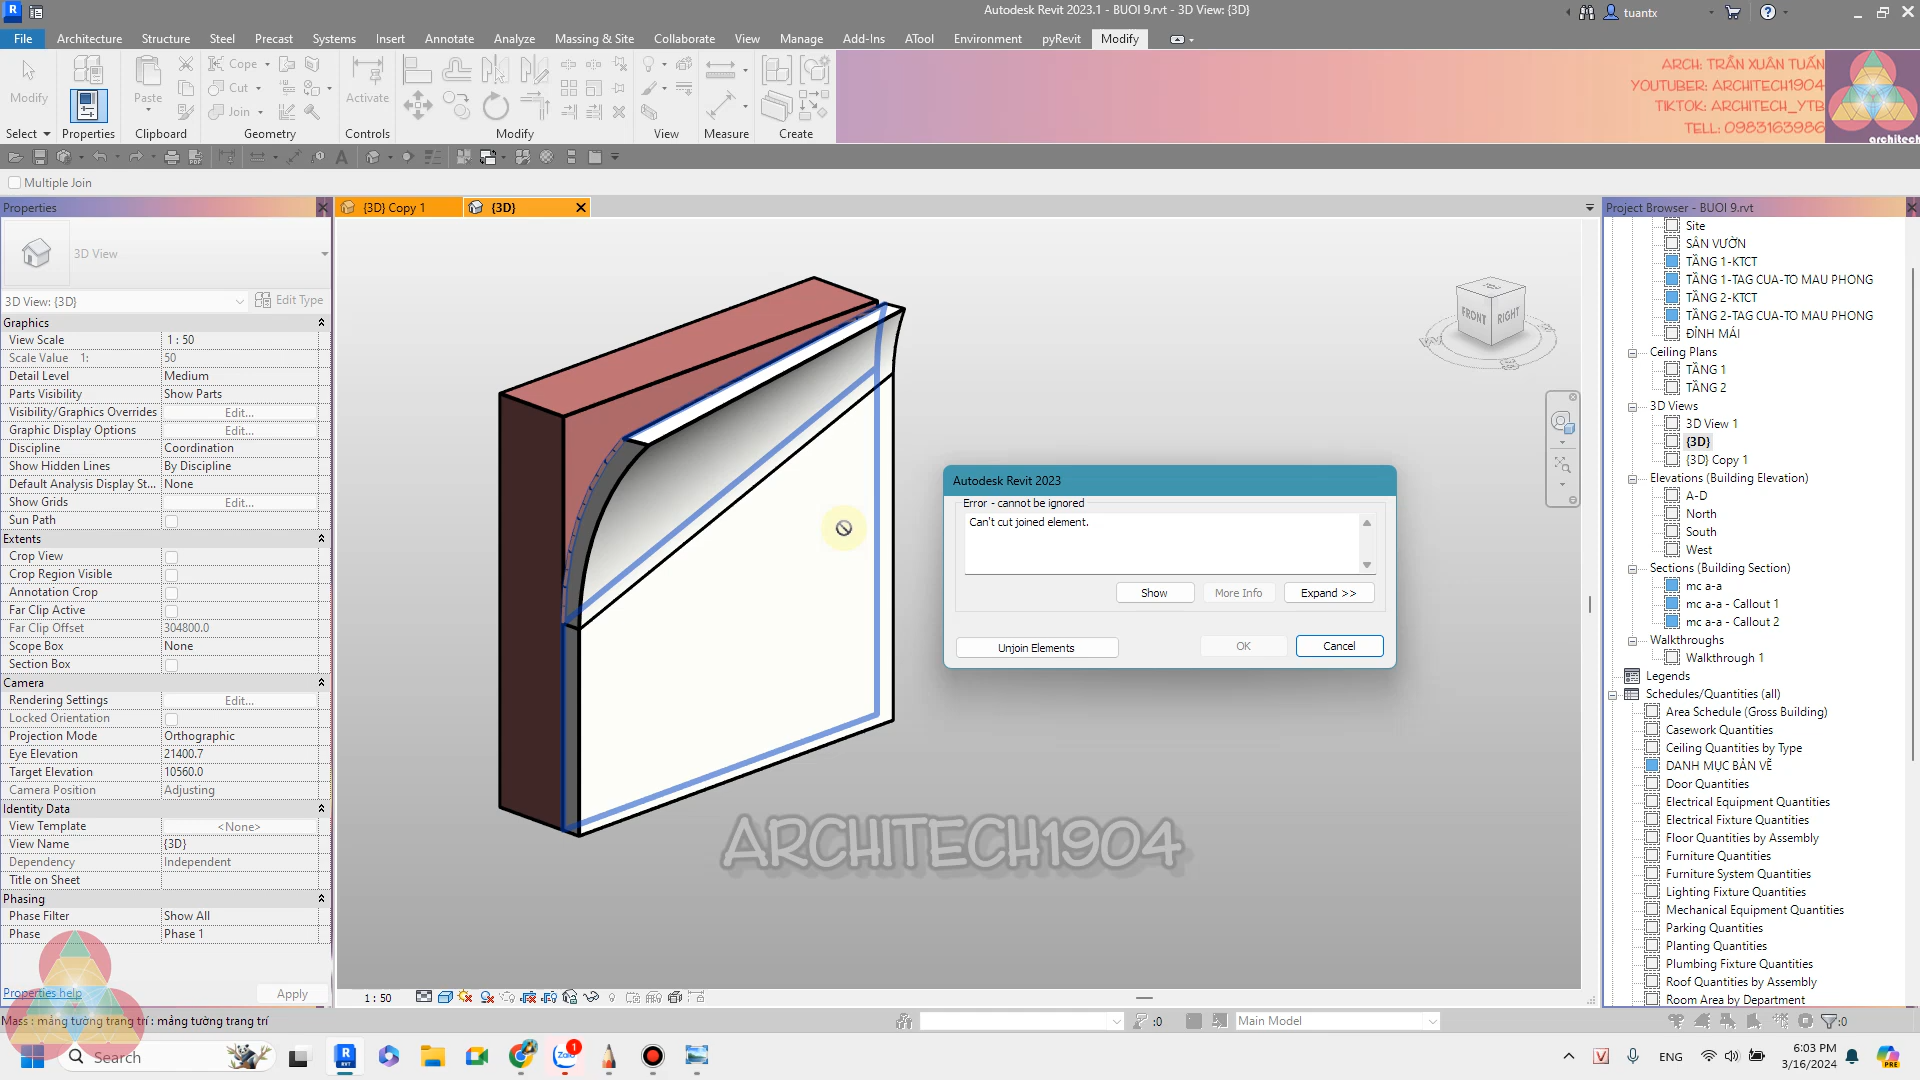 Autodesk Revit 2023.1 - BUOI 9.rvt - 3D View: {3D}
tuantx
File Architecture Structure Steel Precast Systems Insert Annotate Analyze Massing & Site Collaborate View Manage Add-Ins ATool Environment pyRevit Modify
ARCH: TRẦN XUÂN TUẤN
YOUTUBER: ARCHITECH1904
TIKTOK: ARCHITECH_YTB
TELL: 0983163986
architech
Cope
Cut
Join
Modify Paste Activate
Select Properties Clipboard Geometry Controls Modify View Measure Create
Multiple Join
Properties
3D View
3D View: {3D} Edit Type
Graphics
View Scale 1 : 50
Scale Value 1: 50
Detail Level Medium
Parts Visibility Show Parts
Visibility/Graphics Overrides Edit...
Graphic Display Options Edit...
Discipline Coordination
Show Hidden Lines By Discipline
Default Analysis Display St... None
Show Grids Edit...
Sun Path
Extents
Crop View
Crop Region Visible
Annotation Crop
Far Clip Active
Far Clip Offset 304800.0
Scope Box None
Section Box
Camera
Rendering Settings Edit...
Locked Orientation
Projection Mode Orthographic
Eye Elevation 21400.7
Target Elevation 10560.0
Camera Position Adjusting
Identity Data
View Template <None>
View Name {3D}
Dependency Independent
Title on Sheet
Phasing
Phase Filter Show All
Phase Phase 1
Properties help Apply
{3D} Copy 1 {3D}
FRONT RIGHT
Autodesk Revit 2023
Error - cannot be ignored
Can't cut joined element.
Show More Info Expand >>
Unjoin Elements OK Cancel
ARCHITECH1904
1 : 50
Project Browser - BUOI 9.rvt
Site
SÂN VƯỜN
TẦNG 1-KTCT
TẦNG 1-TAG CUA-TO MAU PHONG
TẦNG 2-KTCT
TẦNG 2-TAG CUA-TO MAU PHONG
ĐỈNH MÁI
Ceiling Plans
TẦNG 1
TẦNG 2
3D Views
3D View 1
{3D}
{3D} Copy 1
Elevations (Building Elevation)
A-D
North
South
West
Sections (Building Section)
mc a-a
mc a-a - Callout 1
mc a-a - Callout 2
Walkthroughs
Walkthrough 1
Legends
Schedules/Quantities (all)
Area Schedule (Gross Building)
Casework Quantities
Ceiling Quantities by Type
DANH MỤC BẢN VẼ
Door Quantities
Electrical Equipment Quantities
Electrical Fixture Quantities
Floor Quantities by Assembly
Furniture Quantities
Furniture System Quantities
Lighting Fixture Quantities
Mechanical Equipment Quantities
Parking Quantities
Planting Quantities
Plumbing Fixture Quantities
Roof Quantities by Assembly
Room Area by Department
Mass : mảng tường trang trí : mảng tường trang trí
:0 Main Model :0
Search
Zalo
1
ENG
6:03 PM
3/16/2024